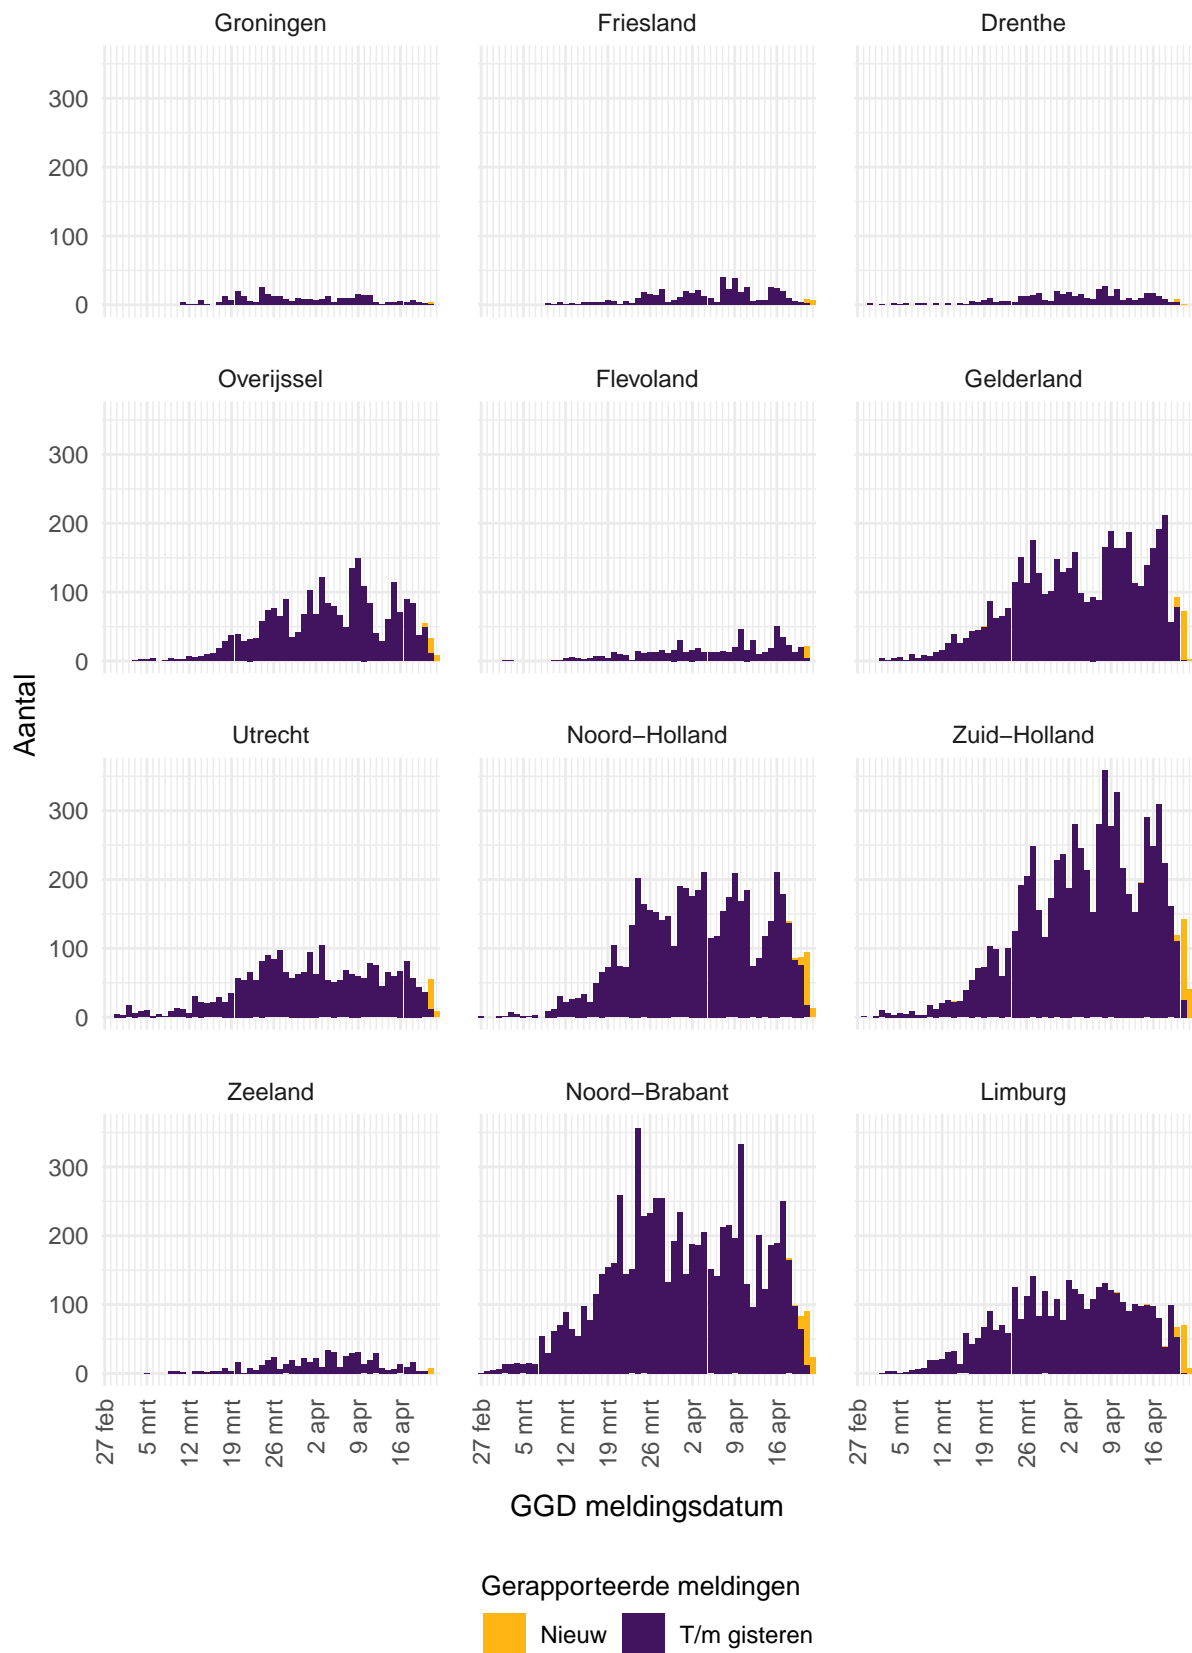 Groningen Friesland Drenthe
300
200
100
0
Overijssel Flevoland Gelderland
300
200
100
0
Aantal
Utrecht Noord−Holland Zuid−Holland
300
200
100
0
Zeeland Noord−Brabant Limburg
300
200
100
0
27 feb 5 mrt 12 mrt 19 mrt 26 mrt 2 apr 9 apr 16 apr 27 feb 5 mrt 12 mrt 19 mrt 26 mrt 2 apr 9 apr 16 apr 27 feb 5 mrt 12 mrt 19 mrt 26 mrt 2 apr 9 apr 16 apr
GGD meldingsdatum
Gerapporteerde meldingen
Nieuw T/m gisteren